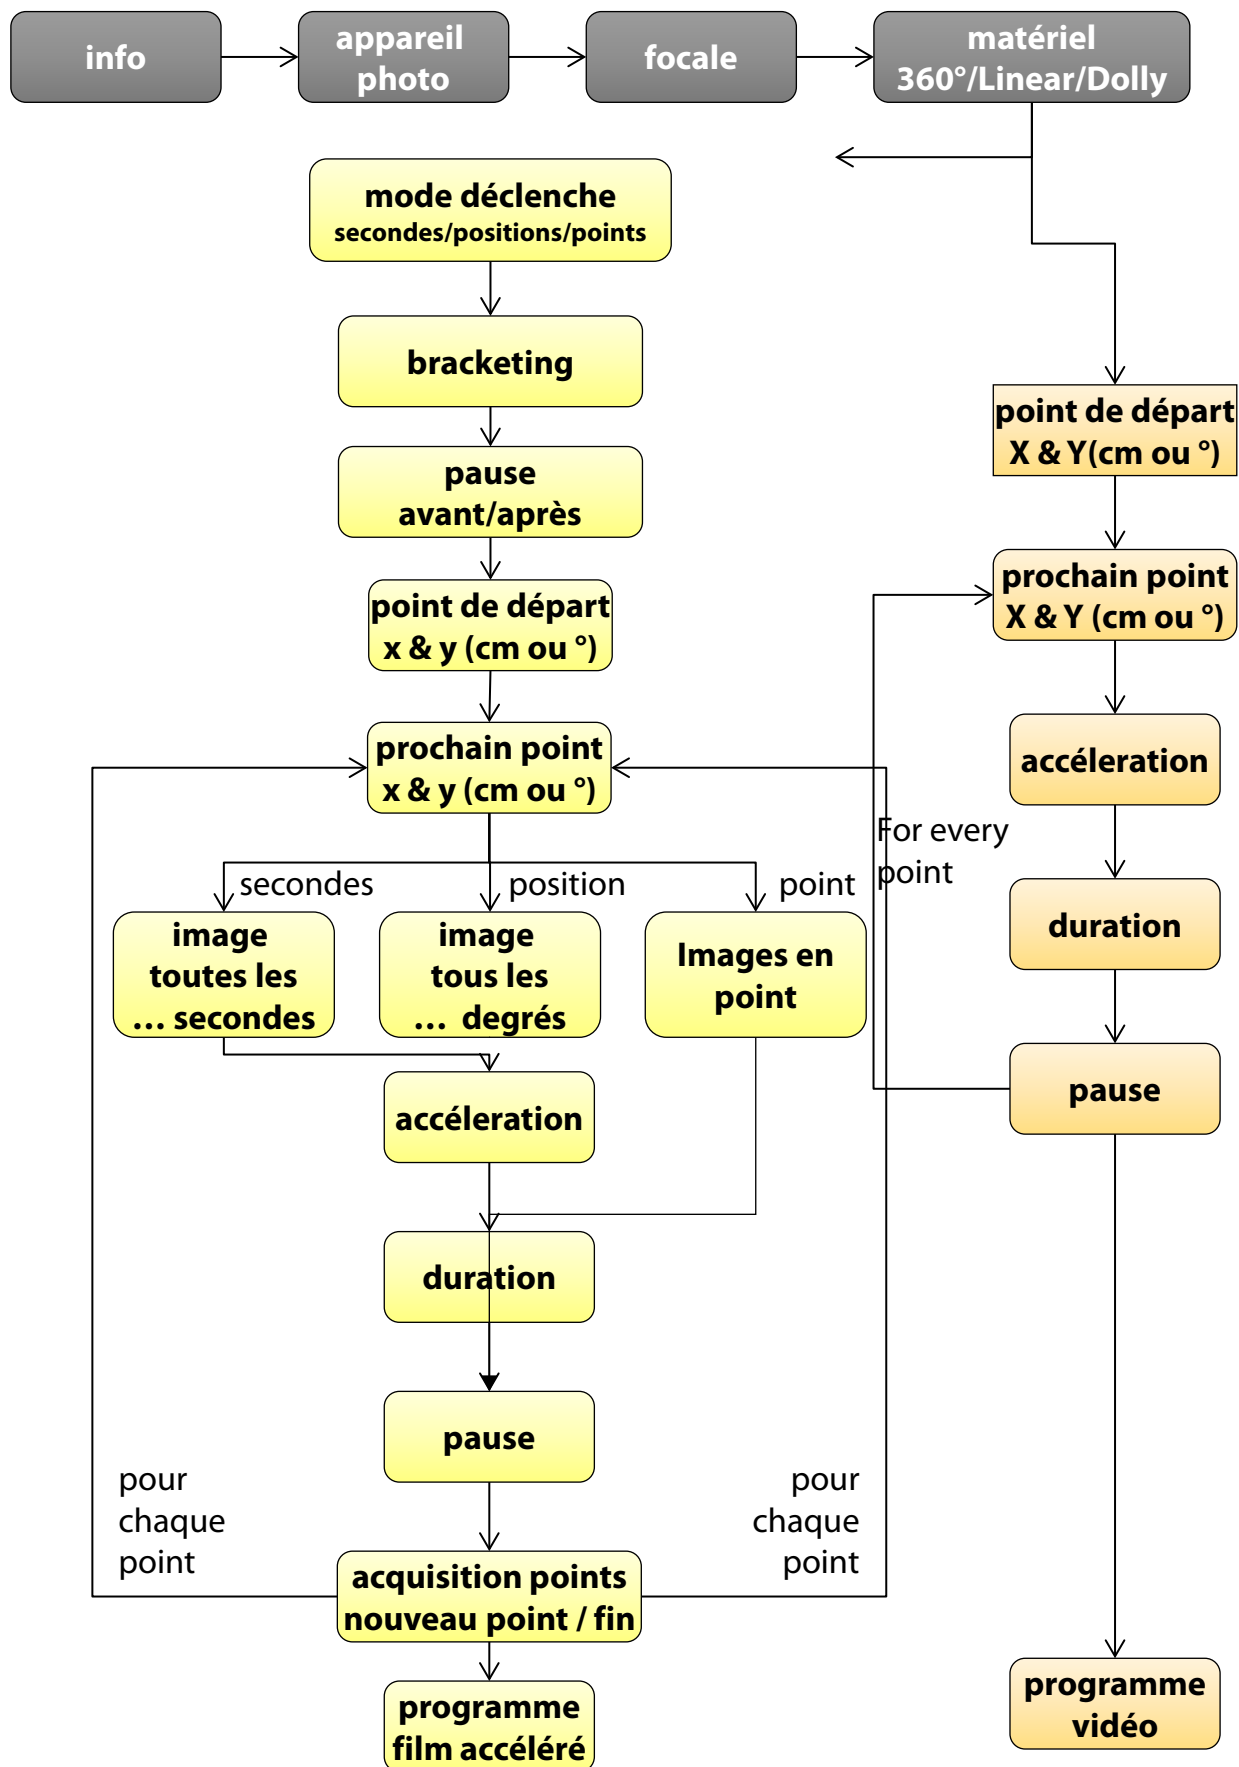 info
appareil
photo
focale
matériel
360°/Linear/Dolly
mode déclenche
secondes/positions/points
bracketing
pause
avant/après
point de départ
x & y (cm ou °)
prochain point
x & y (cm ou °)
secondes
position
point
image
toutes les
... secondes
image
tous les
... degrés
Images en
point
accéleration
duration
pause
pour
chaque
point
pour
chaque
point
acquisition points
nouveau point / fin
programme
film accéléré
point de départ
X & Y(cm ou °)
prochain point
X & Y (cm ou °)
accéleration
For every
point
duration
pause
programme
vidéo